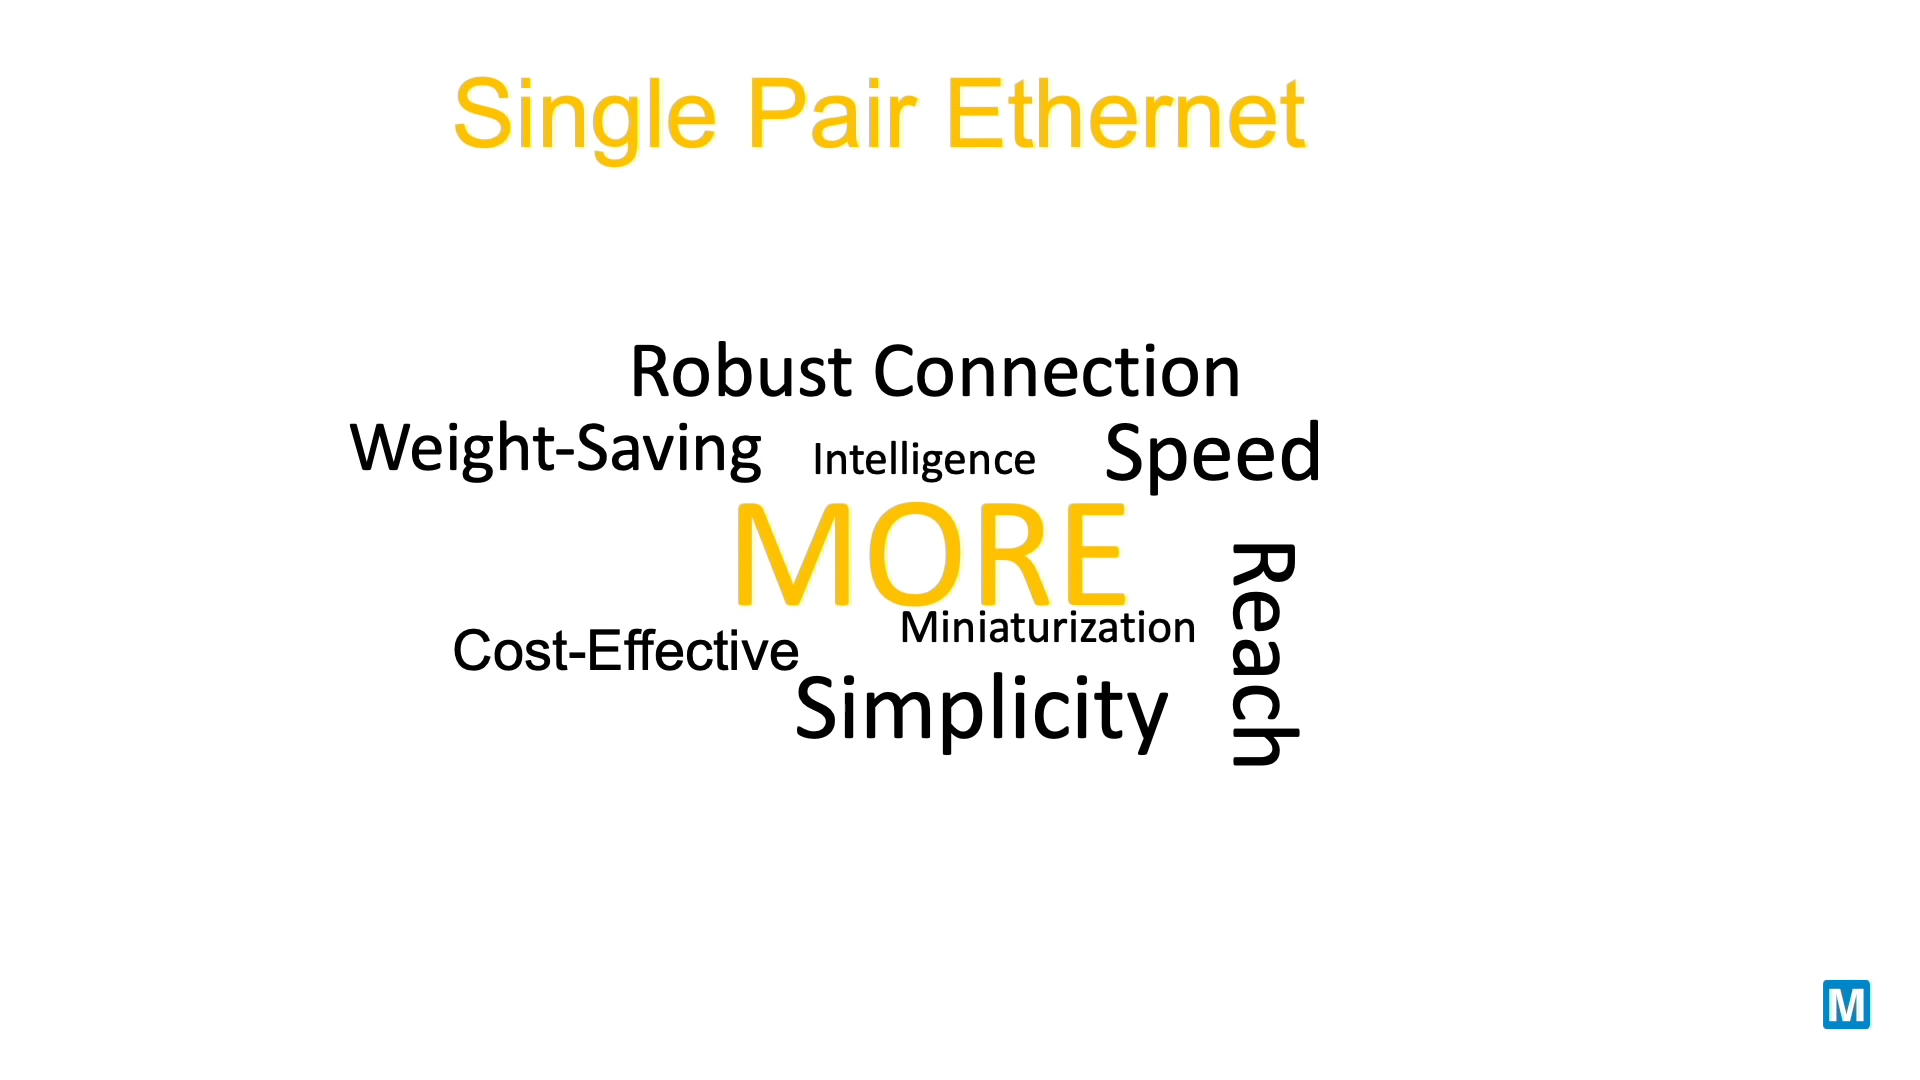 Single Pair Ethernet
Robust Connection
Weight-Saving
Intelligence
Speed
MORE
Reach
Miniaturization
Cost-Effective
Simplicity
M